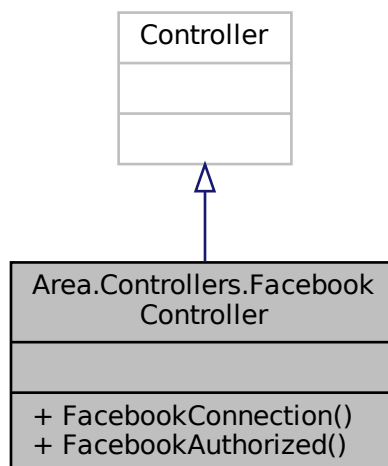 Controller
Area.Controllers.Facebook
Controller
+ FacebookConnection()
+ FacebookAuthorized()